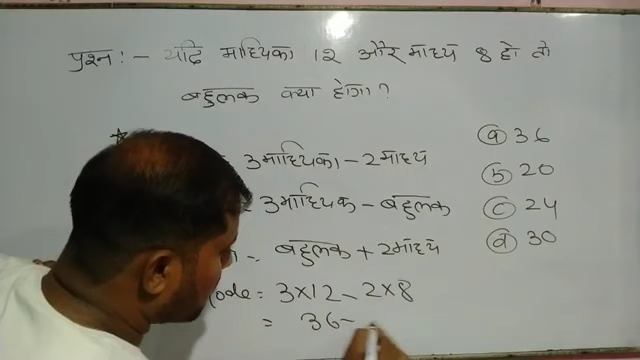 प्रश्न :- यदि माध्यिका 12 और माध्य 8 हो तो
बहुलक क्या होगा?
3माध्यिका - 2माध्य
3माध्यिक - बहुलक
बहुलक + 2माध्य
ode = 3×12 - 2×8
= 36 -
(a) 36
(b) 20
(c) 24
(d) 30